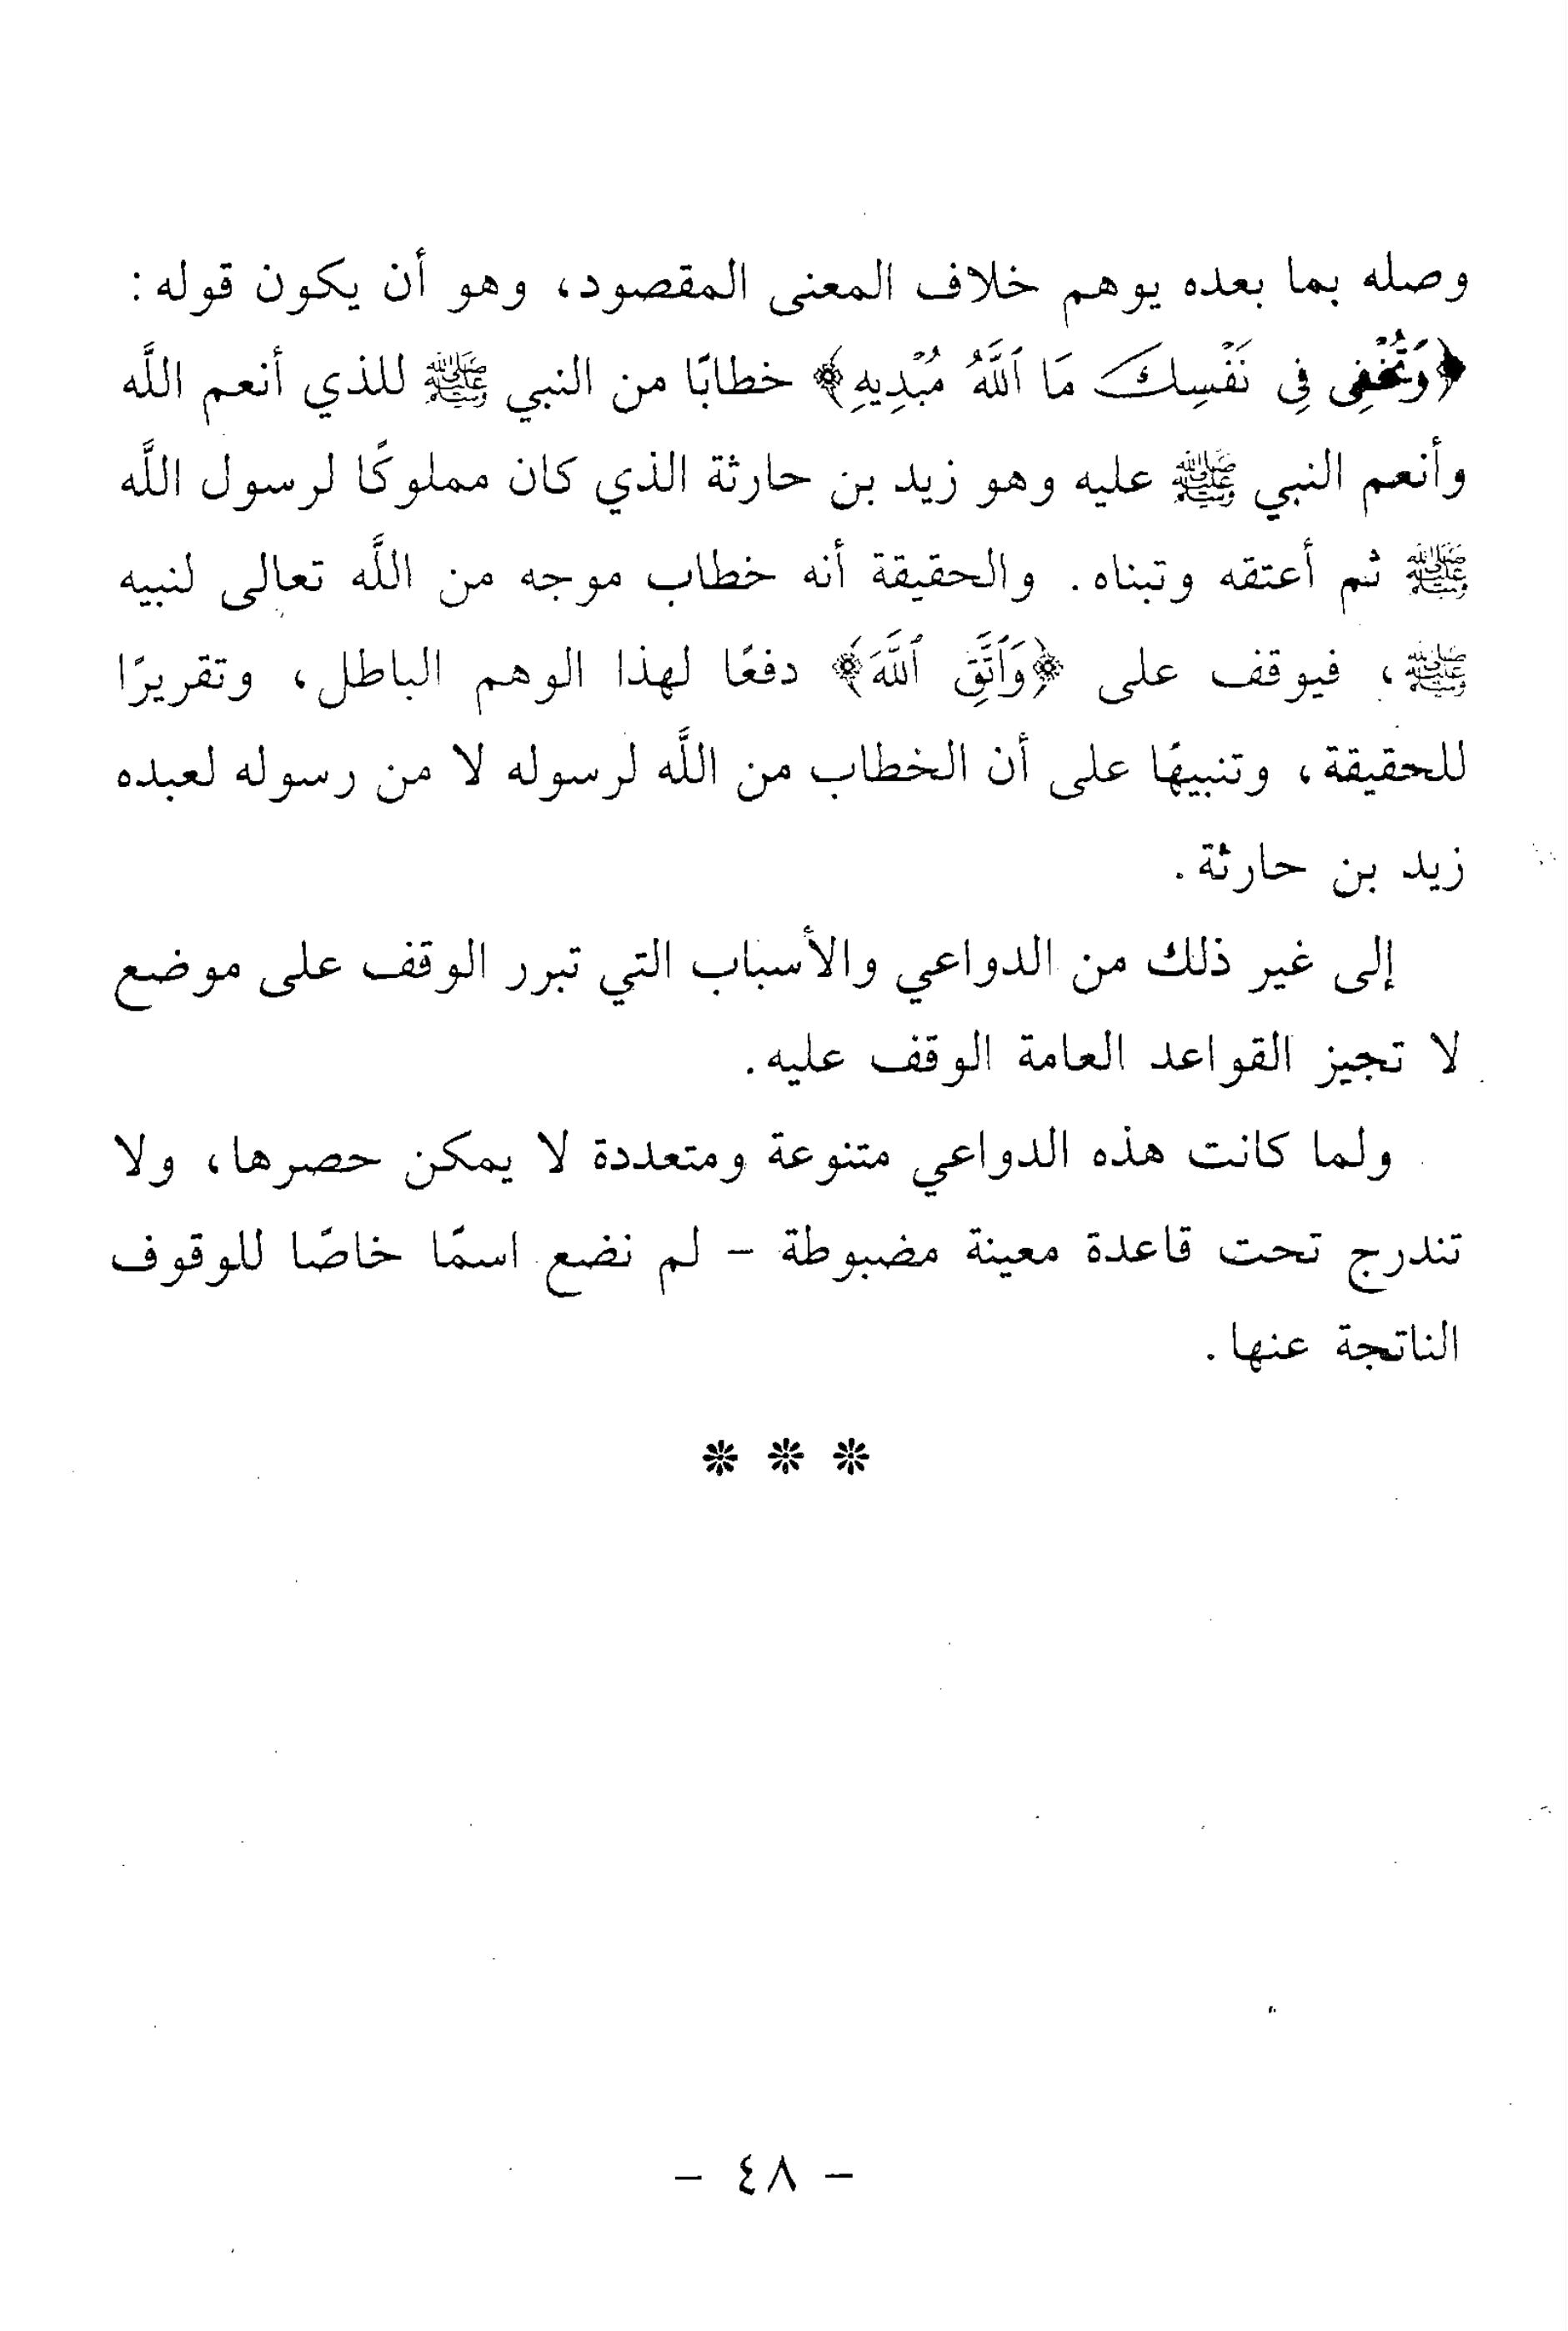 وصله بما بعده يوهم خلاف المعنى المقصود، وهو أن يكون قوله:
﴿وَتُخْفِى فِى نَفْسِكَ مَا ٱللَّهُ مُبْدِيهِ﴾ خطابًا من النبي ﷺ للذي أنعم اللَّه
وأنعم النبي ﷺ عليه وهو زيد بن حارثة الذي كان مملوكًا لرسول اللَّه
ﷺ ثم أعتقه وتبناه. والحقيقة أنه خطاب موجه من اللَّه تعالى لنبيه
ﷺ، فيوقف على ﴿وَٱتَّقِ ٱللَّهَ﴾ دفعًا لهذا الوهم الباطل، وتقريرًا
للحقيقة، وتنبيهًا على أن الخطاب من اللَّه لرسوله لا من رسوله لعبده
زيد بن حارثة.
إلى غير ذلك من الدواعي والأسباب التي تبرر الوقف على موضع
لا تجيز القواعد العامة الوقف عليه.
ولما كانت هذه الدواعي متنوعة ومتعددة لا يمكن حصرها، ولا
تندرج تحت قاعدة معينة مضبوطة - لم نضع اسمًا خاصًا للوقوف
الناتجة عنها.
* * *
- ٤٨ -